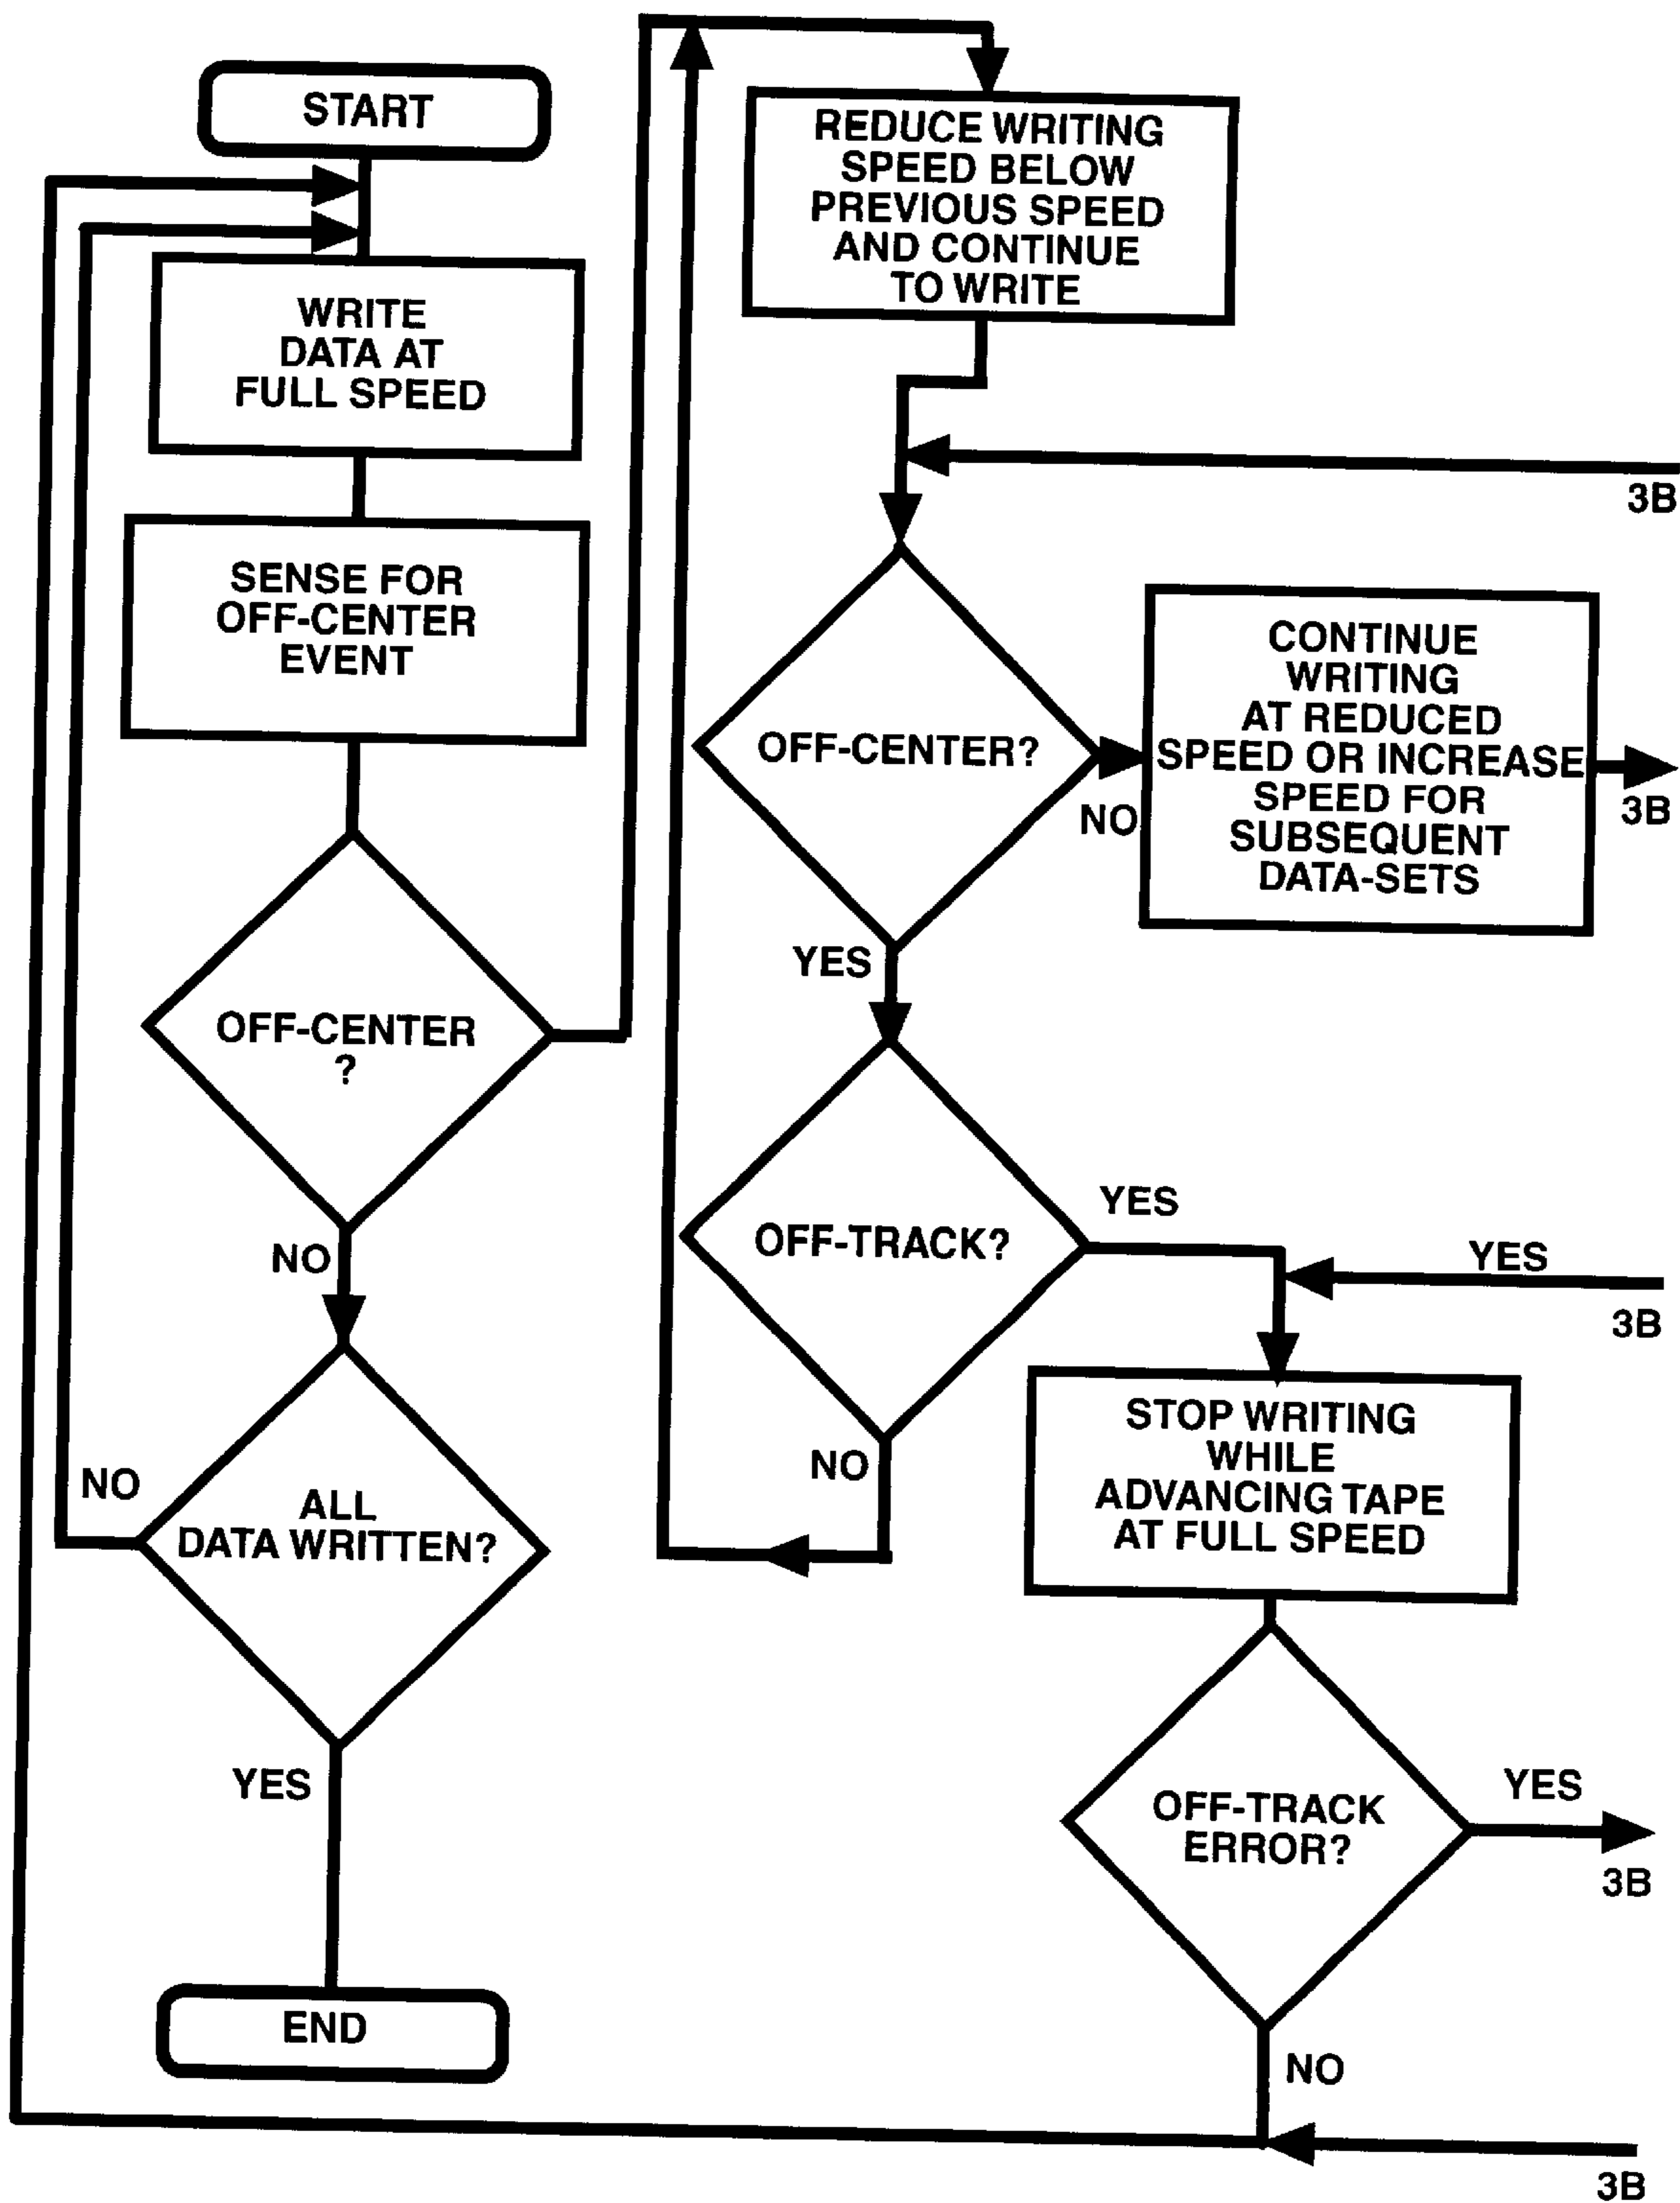 START
WRITE
DATA AT
FULL SPEED
SENSE FOR
OFF-CENTER
EVENT
OFF-CENTER
?
NO
ALL
DATA WRITTEN?
NO
YES
END
REDUCE WRITING
SPEED BELOW
PREVIOUS SPEED
AND CONTINUE
TO WRITE
3B
OFF-CENTER?
NO
CONTINUE
WRITING
AT REDUCED
SPEED OR INCREASE
SPEED FOR
SUBSEQUENT
DATA-SETS
3B
YES
OFF-TRACK?
YES
YES
3B
NO
STOP WRITING
WHILE
ADVANCING TAPE
AT FULL SPEED
OFF-TRACK
ERROR?
YES
3B
NO
3B